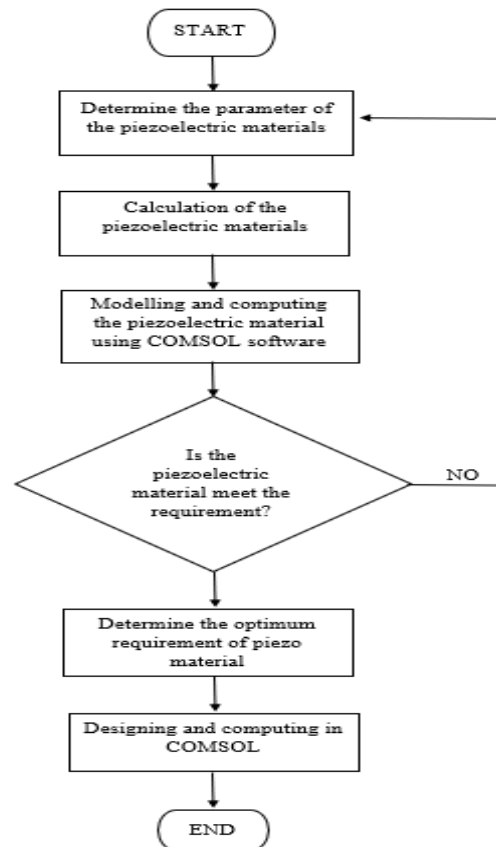 START
Determine the parameter of
the piezoelectric materials
Calculation of the
piezoelectric materials
Modelling and computing
the piezoelectric material
using COMSOL software
Is the
piezoelectric
material meet the
requirement?
NO
Determine the optimum
requirement of piezo
material
Designing and computing in
COMSOL
END